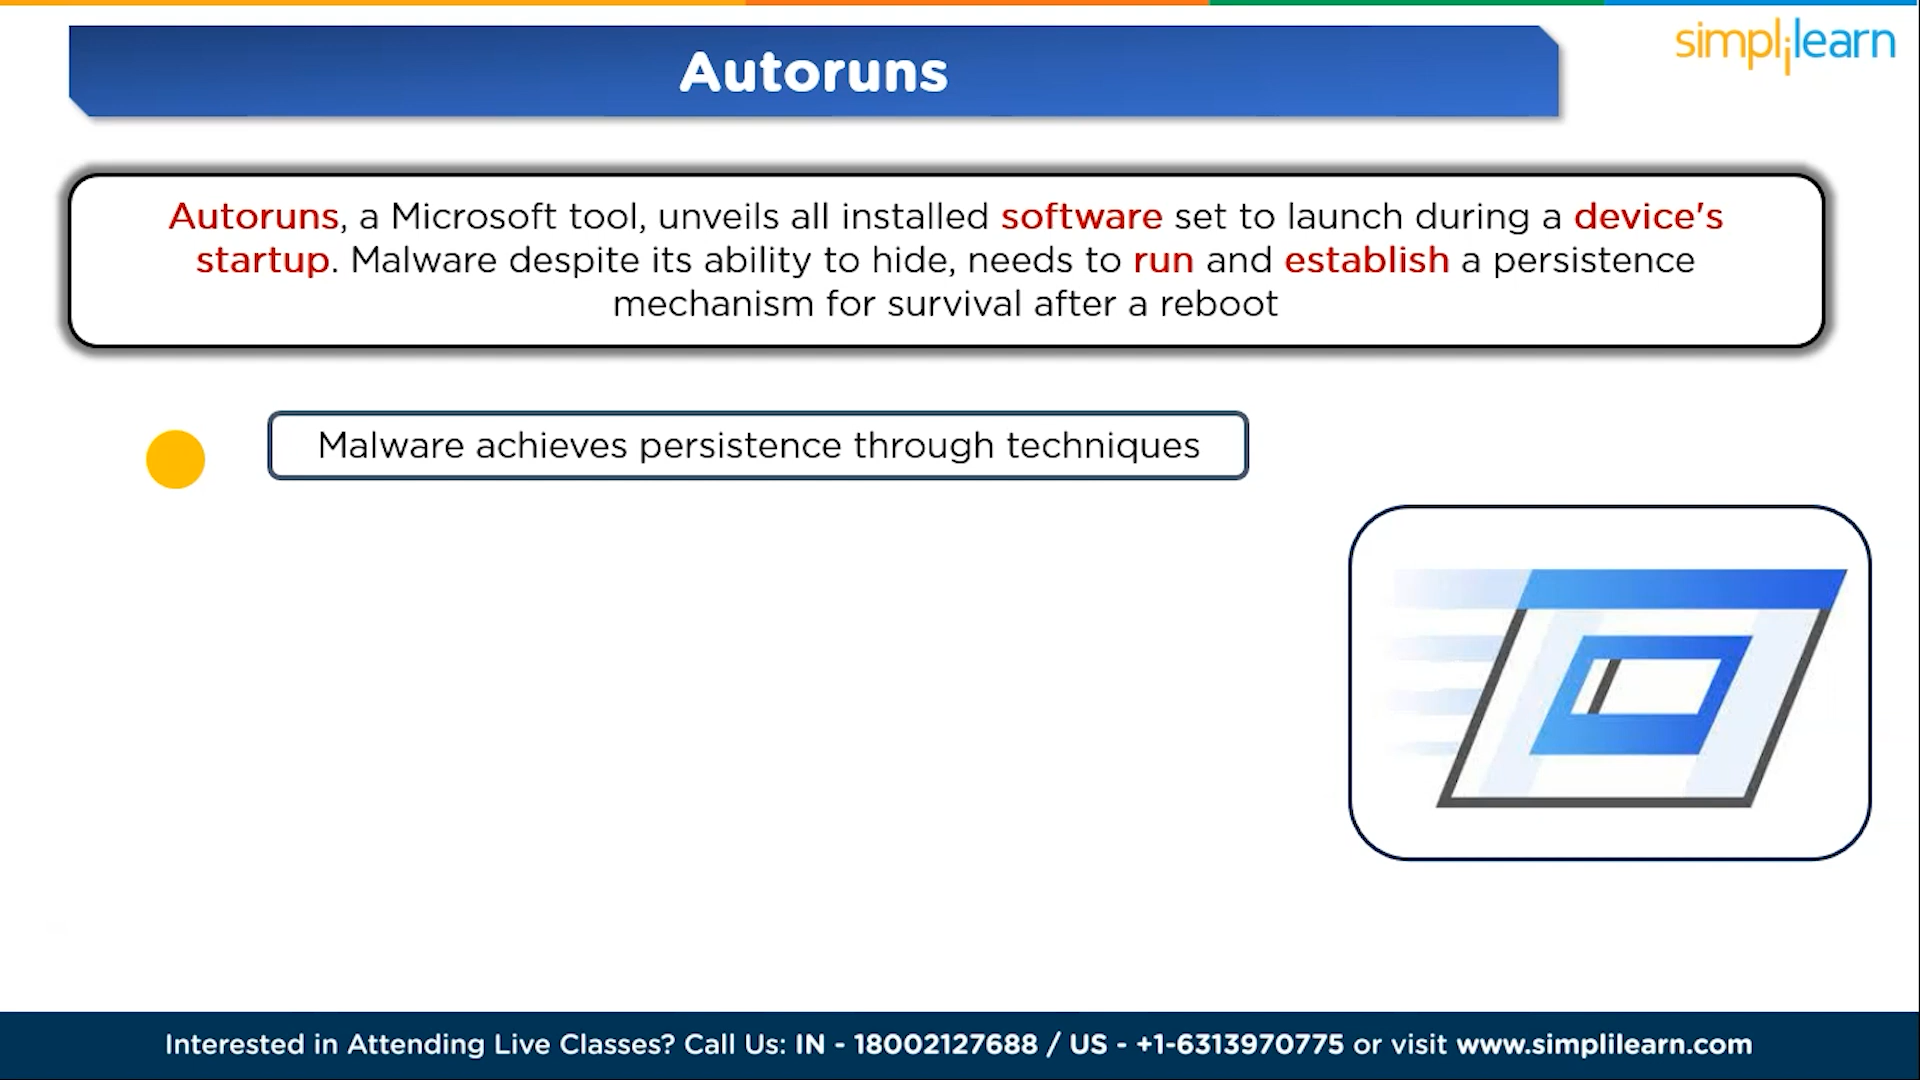 simplilearn
Autoruns
Autoruns, a Microsoft tool, unveils all installed software set to launch during a device's
startup. Malware despite its ability to hide, needs to run and establish a persistence
mechanism for survival after a reboot
Malware achieves persistence through techniques
Interested in Attending Live Classes? Call Us: IN - 18002127688 / US - +1-6313970775 or visit www.simplilearn.com